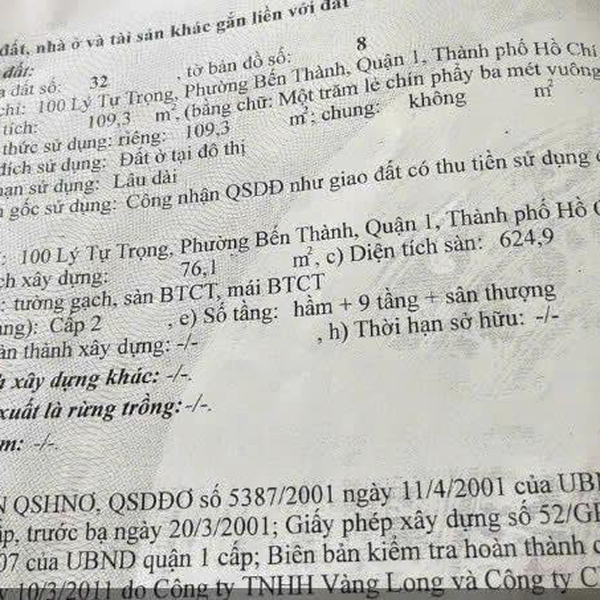 đất, nhà ở và tài sản khác gắn liền với đất
đất:
đất số: 32 , tờ bản đồ số: 8
chỉ: 100 Lý Tự Trọng, Phường Bến Thành, Quận 1, Thành phố Hồ Chí
tích: 109,3 m², (bằng chữ: Một trăm lẻ chín phẩy ba mét vuông
thức sử dụng: riêng: 109,3 m²; chung: không m²
đích sử dụng: Đất ở tại đô thị
hạn sử dụng: Lâu dài
gốc sử dụng: Công nhận QSDĐ như giao đất có thu tiền sử dụng
100 Lý Tự Trọng, Phường Bến Thành, Quận 1, Thành phố Hồ
ch xây dựng: 76,1 m², c) Diện tích sàn: 624,9
: tường gạch, sàn BTCT, mái BTCT
ng): Cấp 2 , e) Số tầng: hầm + 9 tầng + sân thượng
àn thành xây dựng: -/- , h) Thời hạn sở hữu: -/-
h xây dựng khác: -/-.
xuất là rừng trồng: -/-.
m: -/-.
QSHNƠ, QSDĐƠ số 5387/2001 ngày 11/4/2001 của UB
ấp, trước bạ ngày 20/3/2001; Giấy phép xây dựng số 52/G
07 của UBND quận 1 cấp; Biên bản kiểm tra hoàn thành
10/3/2011 do Công ty TNHH Vàng Long và Công ty C